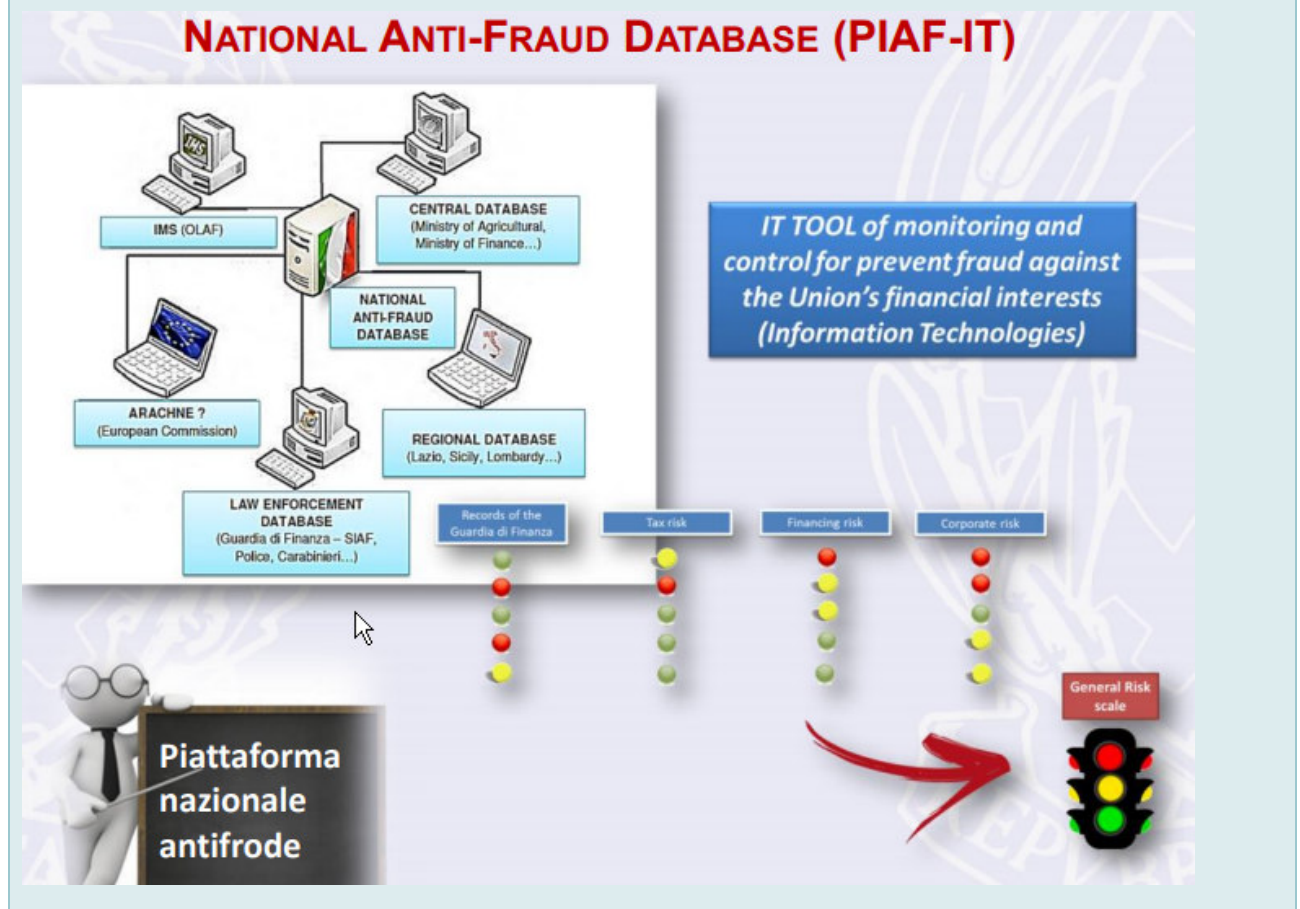 NATIONAL ANTI-FRAUD DATABASE (PIAF-IT)
IMS
IMS (OLAF)
CENTRAL DATABASE
(Ministry of Agricultural,
Ministry of Finance...)
NATIONAL
ANTI-FRAUD
DATABASE
ARACHNE ?
(European Commission)
REGIONAL DATABASE
(Lazio, Sicily, Lombardy...)
LAW ENFORCEMENT
DATABASE
(Guardia di Finanza – SIAF,
Police, Carabinieri...)
IT TOOL of monitoring and
control for prevent fraud against
the Union's financial interests
(Information Technologies)
Records of the
Guardia di Finanza
Tax risk
Financing risk
Corporate risk
General Risk
scale
Piattaforma
nazionale
antifrode